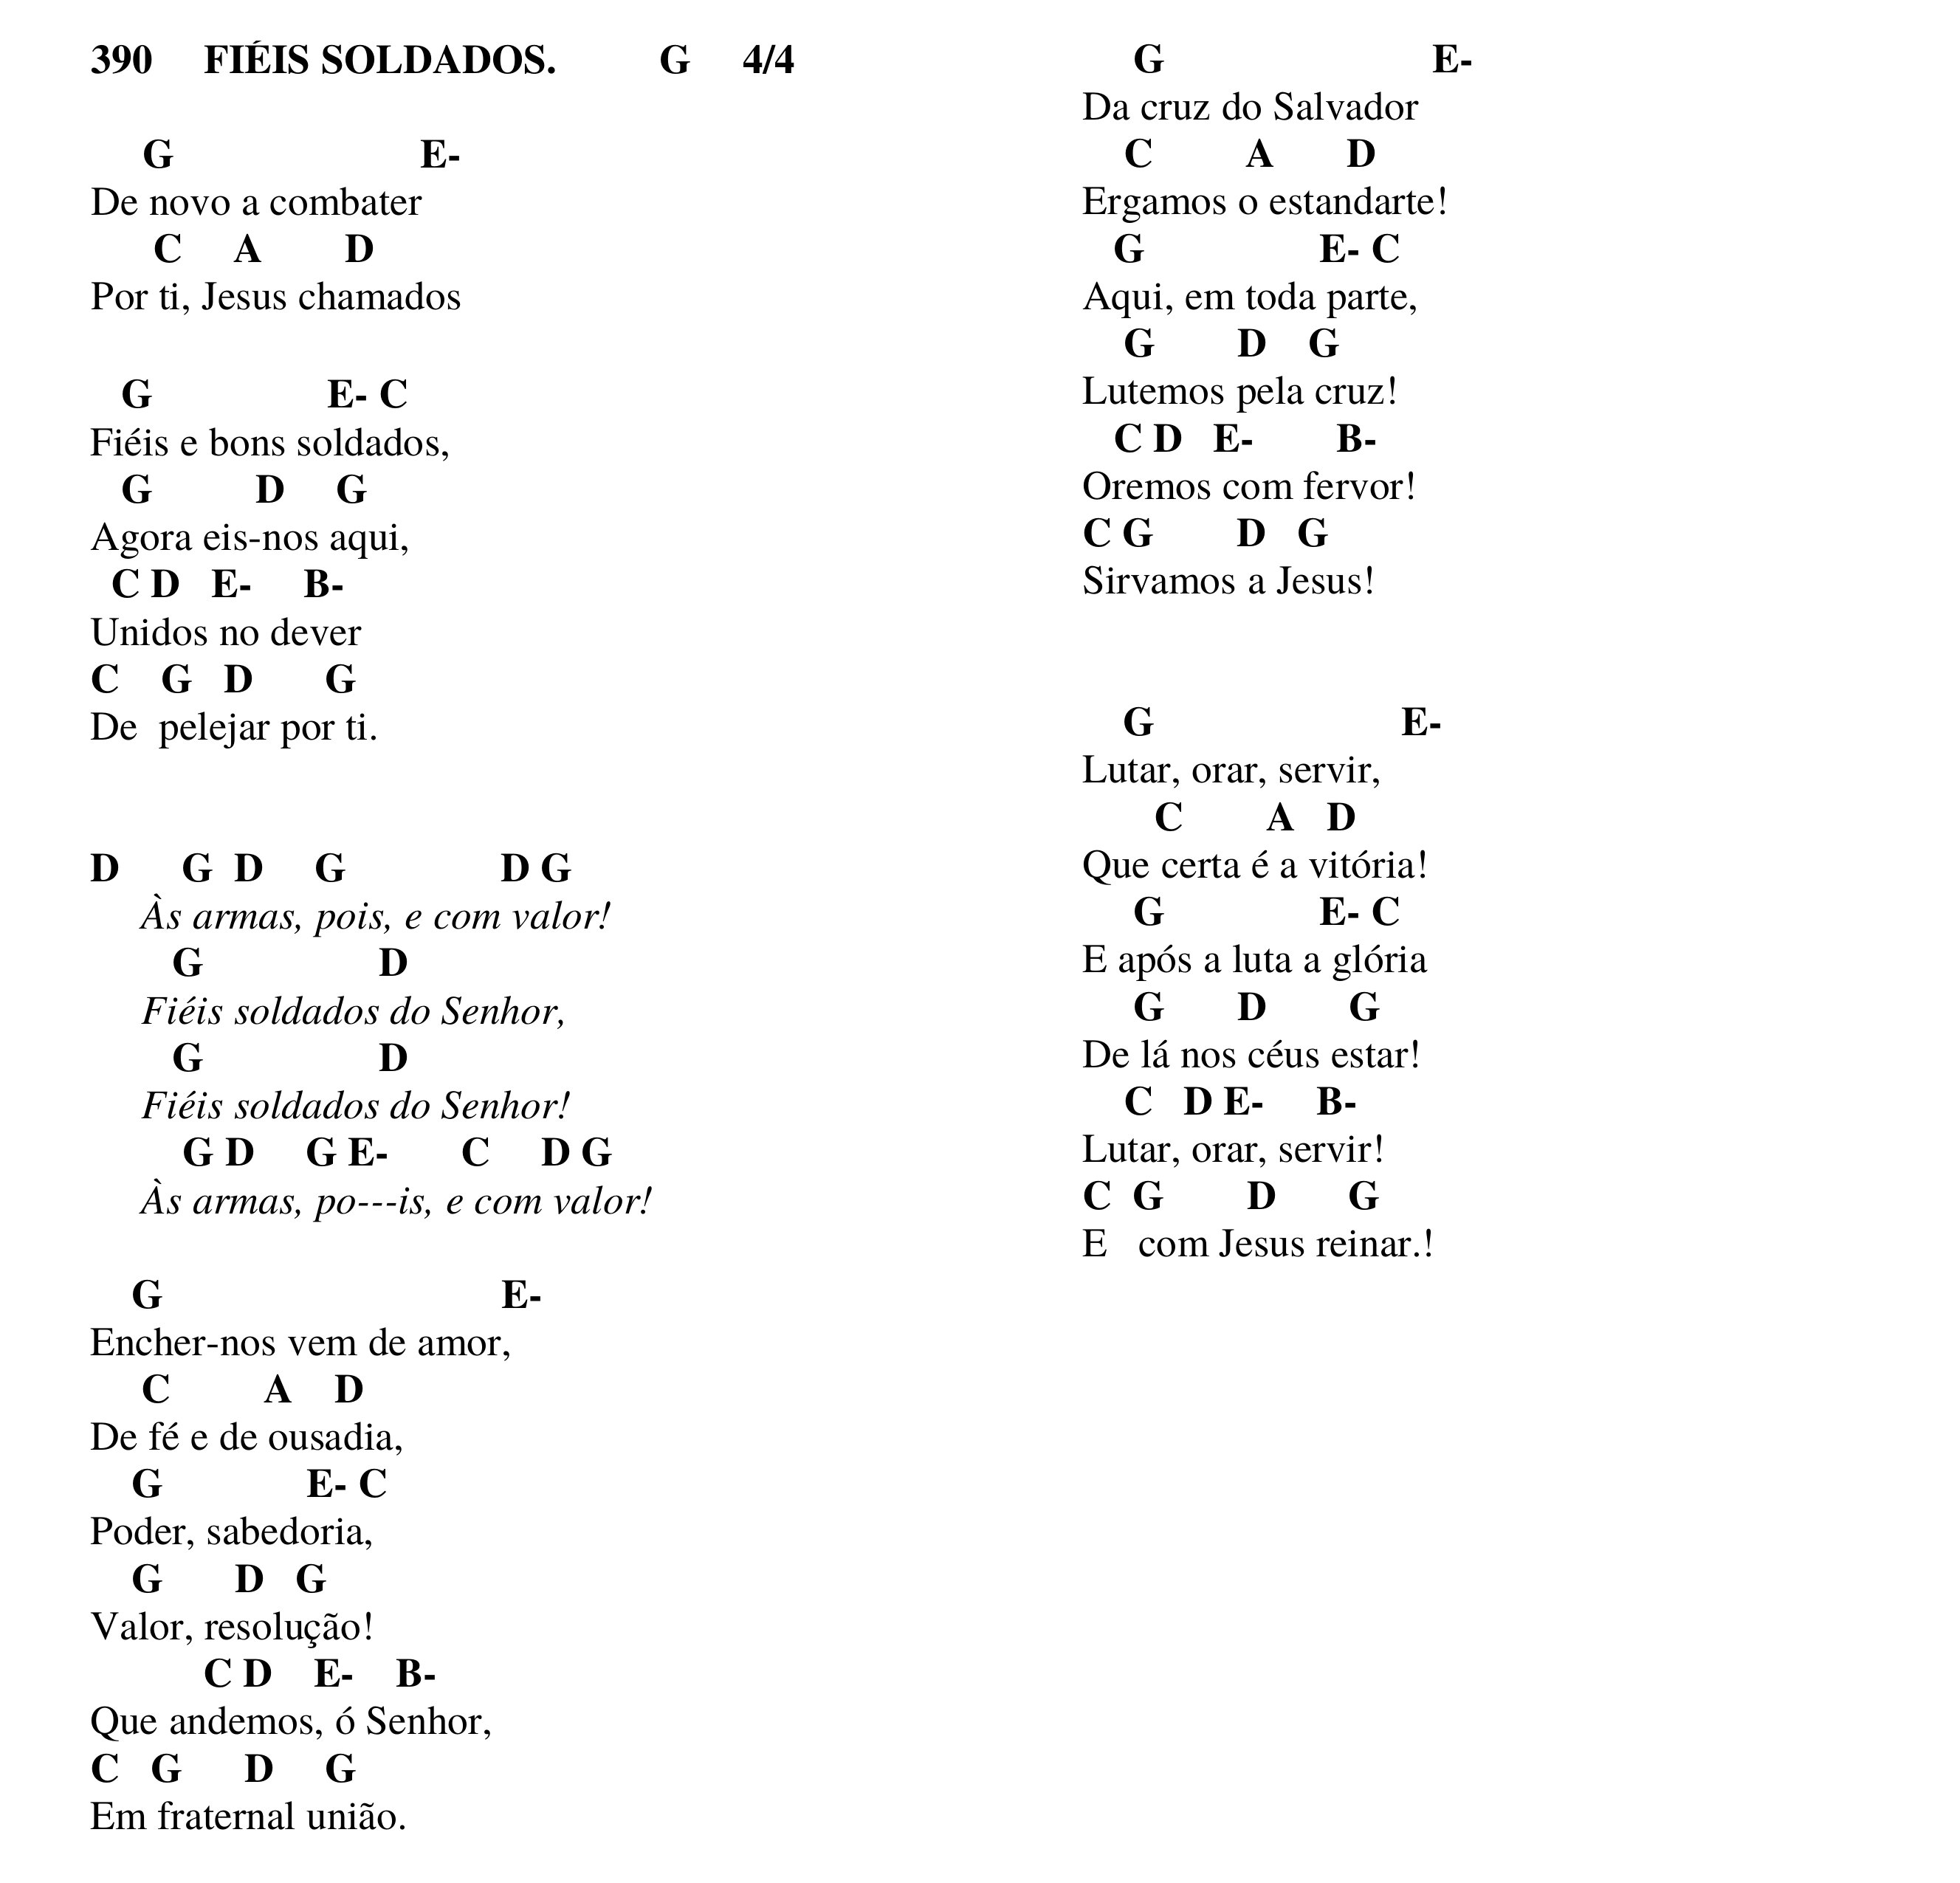 390 FIÉIS SOLDADOS. G 4/4
G E-
De novo a combater
C A D
Por ti, Jesus chamados
G E- C
Fiéis e bons soldados,
G D G
Agora eis-nos aqui,
C D E- B-
Unidos no dever
C G D G
De pelejar por ti.
D G D G D G
Às armas, pois, e com valor!
G D
Fiéis soldados do Senhor,
G D
Fiéis soldados do Senhor!
G D G E- C D G
Às armas, po---is, e com valor!
G E-
Encher-nos vem de amor,
C A D
De fé e de ousadia,
G E- C
Poder, sabedoria,
G D G
Valor, resolução!
C D E- B-
Que andemos, ó Senhor,
C G D G
Em fraternal união.
G E-
Da cruz do Salvador
C A D
Ergamos o estandarte!
G E- C
Aqui, em toda parte,
G D G
Lutemos pela cruz!
C D E- B-
Oremos com fervor!
C G D G
Sirvamos a Jesus!
G E-
Lutar, orar, servir,
C A D
Que certa é a vitória!
G E- C
E após a luta a glória
G D G
De lá nos céus estar!
C D E- B-
Lutar, orar, servir!
C G D G
E com Jesus reinar.!